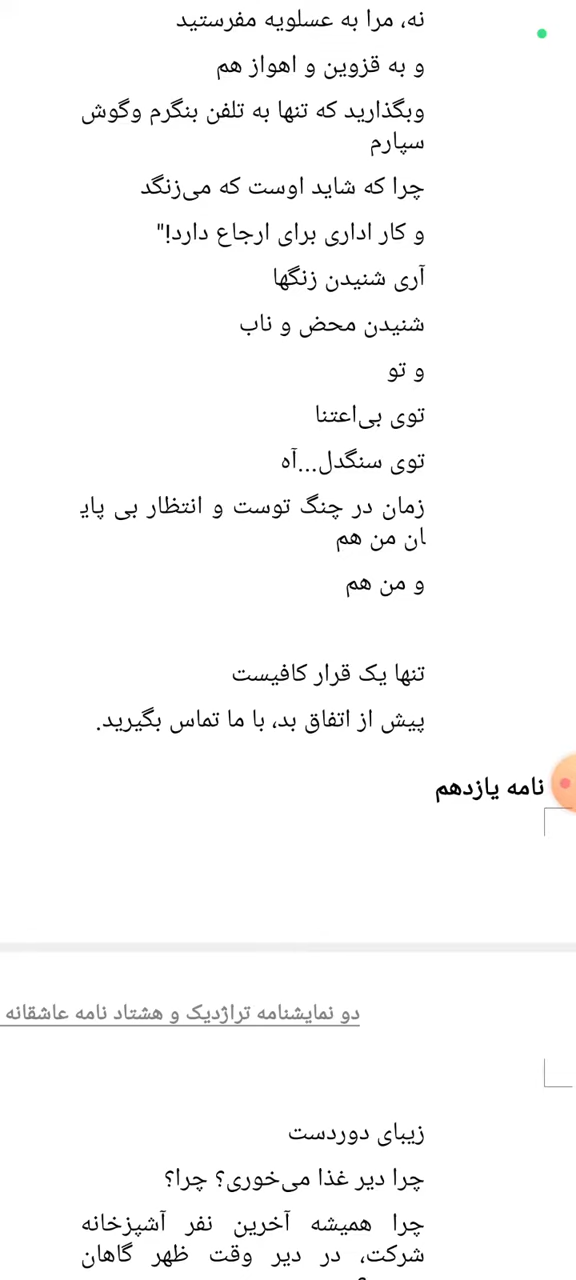 نه، مرا به عسلویه مفرستید
و به قزوین و اهواز هم
وبگذارید که تنها به تلفن بنگرم وگوش
سپارم
چرا که شاید اوست که می‌زنگد
و کار اداری برای ارجاع دارد!"
آری شنیدن زنگها
شنیدن محض و ناب
و تو
توی بی‌اعتنا
توی سنگدل...آه
زمان در چنگ توست و انتظار بی پای
ان من هم
و من هم
تنها یک قرار کافیست
پیش از اتفاق بد، با ما تماس بگیرید.
نامه یازدهم
دو نمایشنامه تراژدیک و هشتاد نامه عاشقانه
زیبای دوردست
چرا دیر غذا می‌خوری؟ چرا؟
چرا همیشه آخرین نفر آشپزخانه
شرکت، در دیر وقت ظهر گاهان